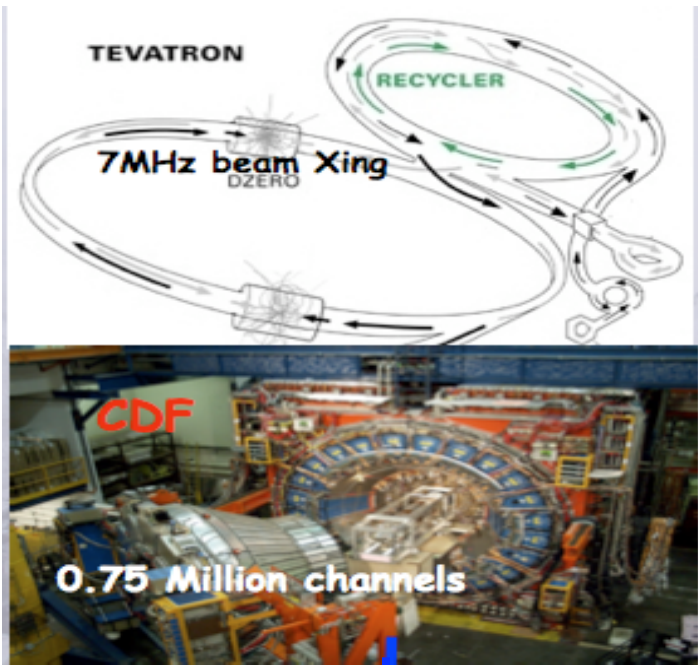 TEVATRON
RECYCLER
7MHz beam Xing
DZERO
CDF
0.75 Million channels